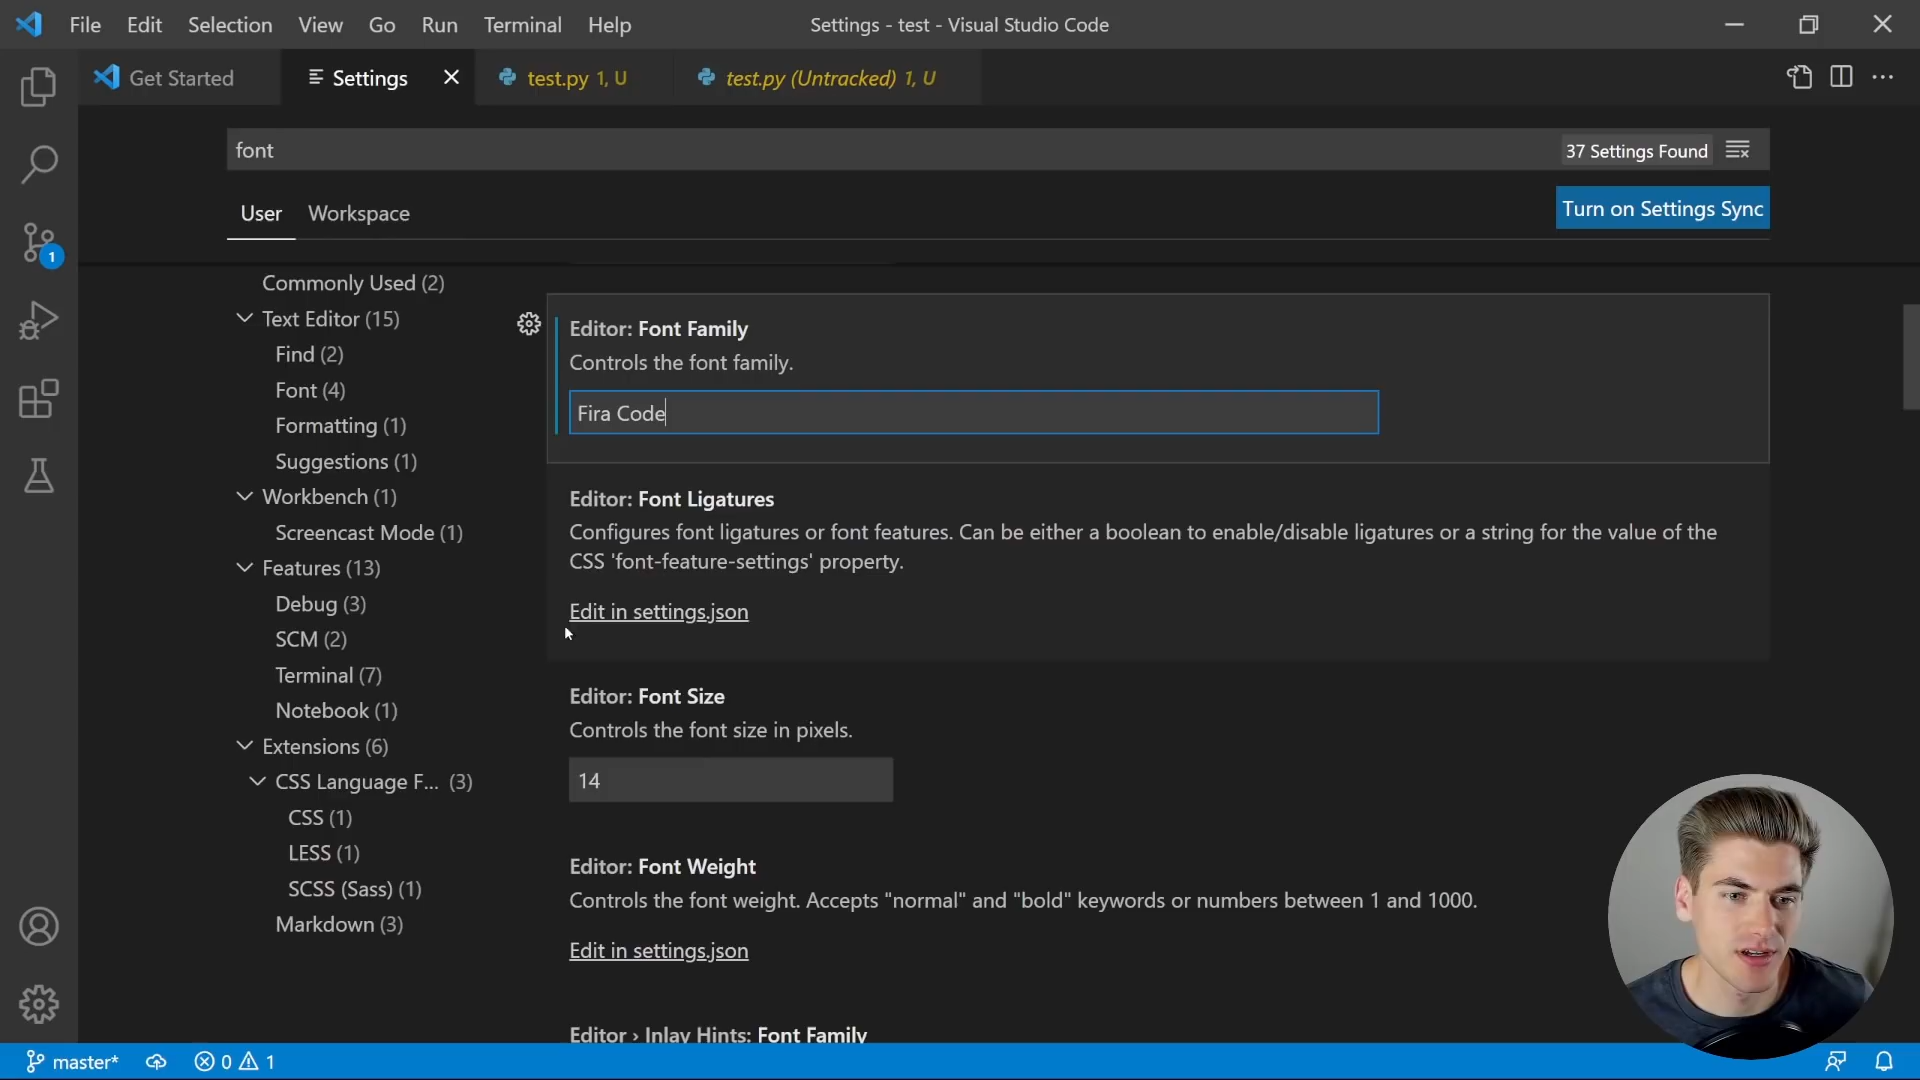 File Edit Selection View Go Run Terminal Help
Settings - test - Visual Studio Code
Get Started
Settings
test.py 1, U
test.py (Untracked) 1, U
font
37 Settings Found
User
Workspace
Turn on Settings Sync
Commonly Used (2)
Text Editor (15)
Find (2)
Font (4)
Formatting (1)
Suggestions (1)
Workbench (1)
Screencast Mode (1)
Features (13)
Debug (3)
SCM (2)
Terminal (7)
Notebook (1)
Extensions (6)
CSS Language F... (3)
CSS (1)
LESS (1)
SCSS (Sass) (1)
Markdown (3)
Editor: Font Family
Controls the font family.
Fira Code
Editor: Font Ligatures
Configures font ligatures or font features. Can be either a boolean to enable/disable ligatures or a string for the value of the
CSS 'font-feature-settings' property.
Edit in settings.json
Editor: Font Size
Controls the font size in pixels.
14
Editor: Font Weight
Controls the font weight. Accepts "normal" and "bold" keywords or numbers between 1 and 1000.
Edit in settings.json
Editor › Inlay Hints: Font Family
1
master*
0
1